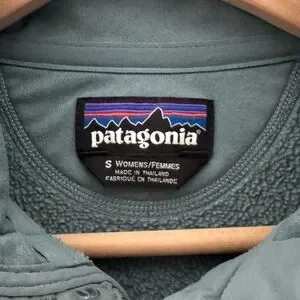 patagonia®
S WOMENS/FEMMES
MADE IN THAILAND
FABRIQUÉ EN THAÏLANDE